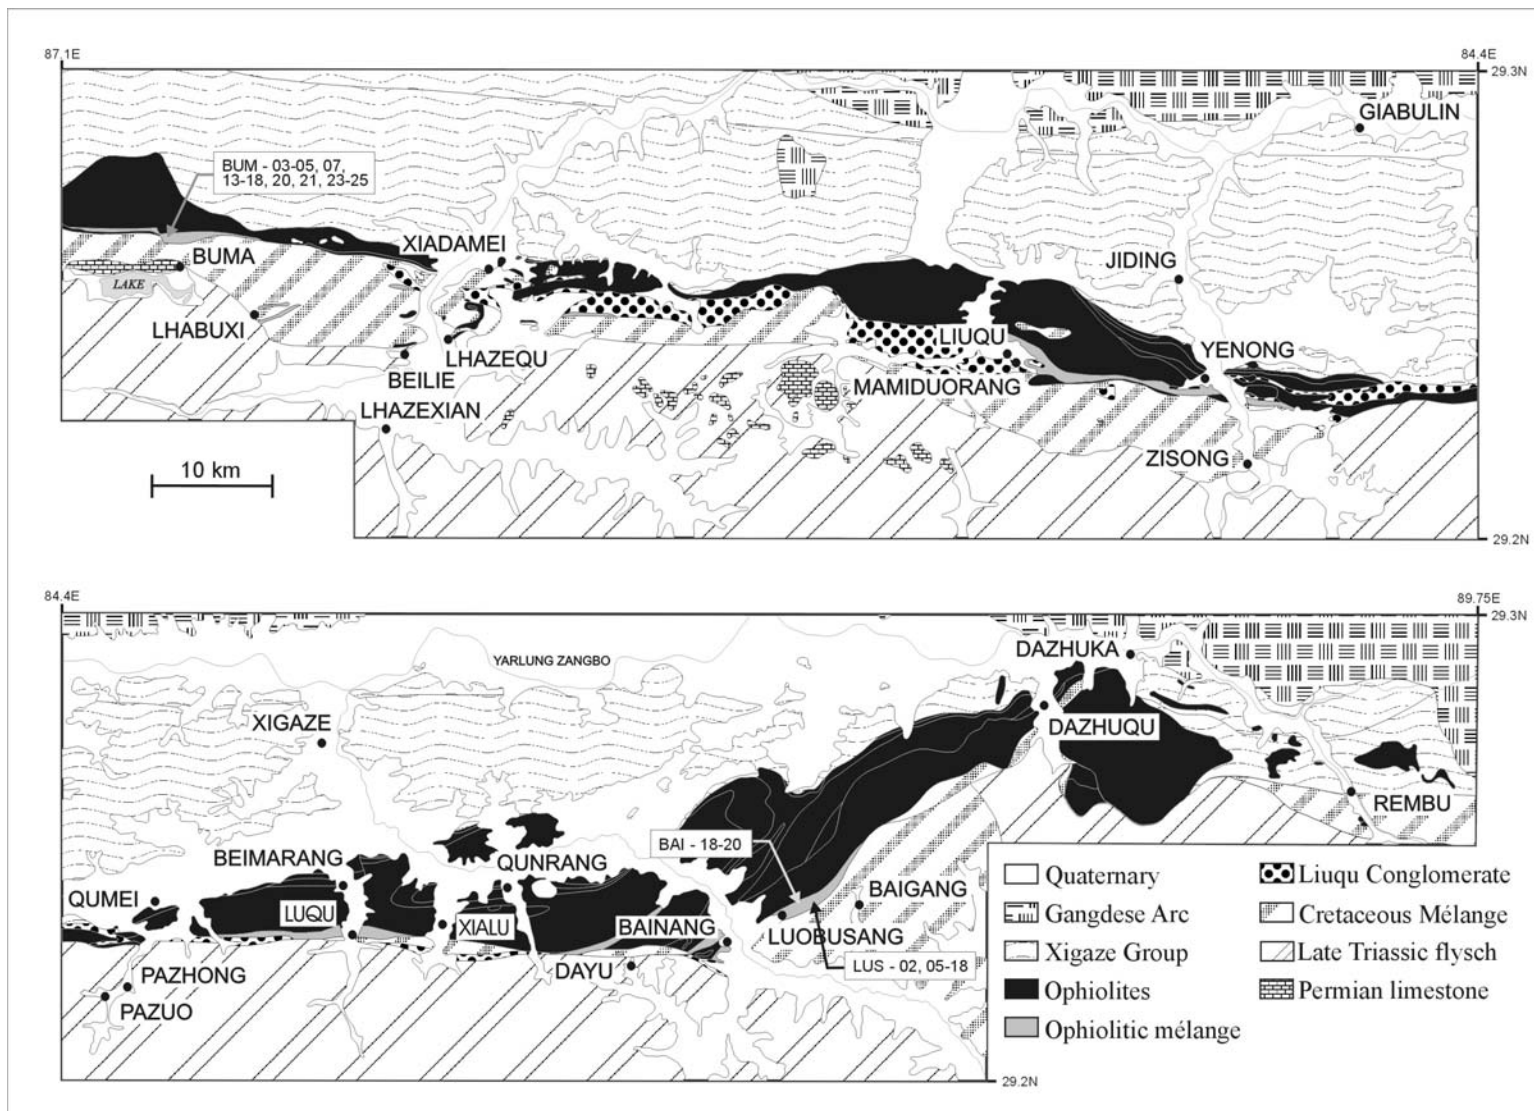 87.1E
84.4E
29.3N
GIABULIN
BUM - 03-05, 07,
13-18, 20, 21, 23-25
XIADAMEI
BUMA
JIDING
LAKE
LHABUXI
LHAZEQU
LIUQU
YENONG
BEILIE
MAMIDUORANG
LHAZEXIAN
ZISONG
10 km
29.2N
84.4E
89.75E
29.3N
DAZHUKA
YARLUNG ZANGBO
XIGAZE
DAZHUQU
REMBU
BAI - 18-20
BEIMARANG
QUNRANG
QUMEI
BAIGANG
LUQU
XIALU
BAINANG
LUOBUSANG
DAYU
LUS - 02, 05-18
PAZHONG
PAZUO
Quaternary
Gangdese Arc
Xigaze Group
Ophiolites
Ophiolitic mélange
Liuqu Conglomerate
Cretaceous Mélange
Late Triassic flysch
Permian limestone
29.2N